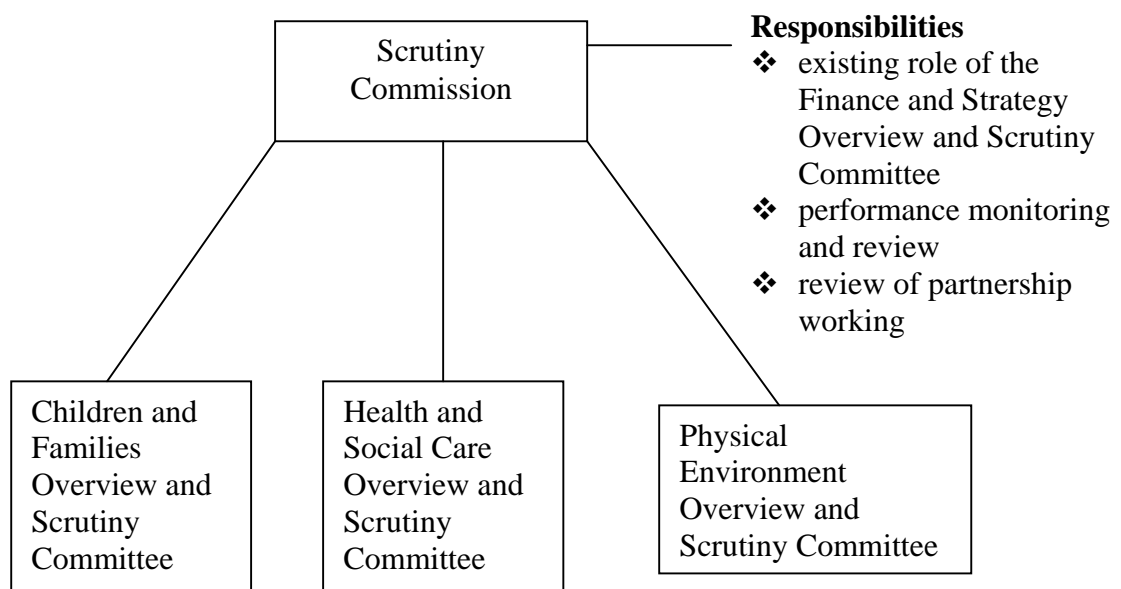 Scrutiny
Commission
Responsibilities
❖ existing role of the
Finance and Strategy
Overview and Scrutiny
Committee
❖ performance monitoring
and review
❖ review of partnership
working
Children and
Families
Overview and
Scrutiny
Committee
Health and
Social Care
Overview and
Scrutiny
Committee
Physical
Environment
Overview and
Scrutiny Committee